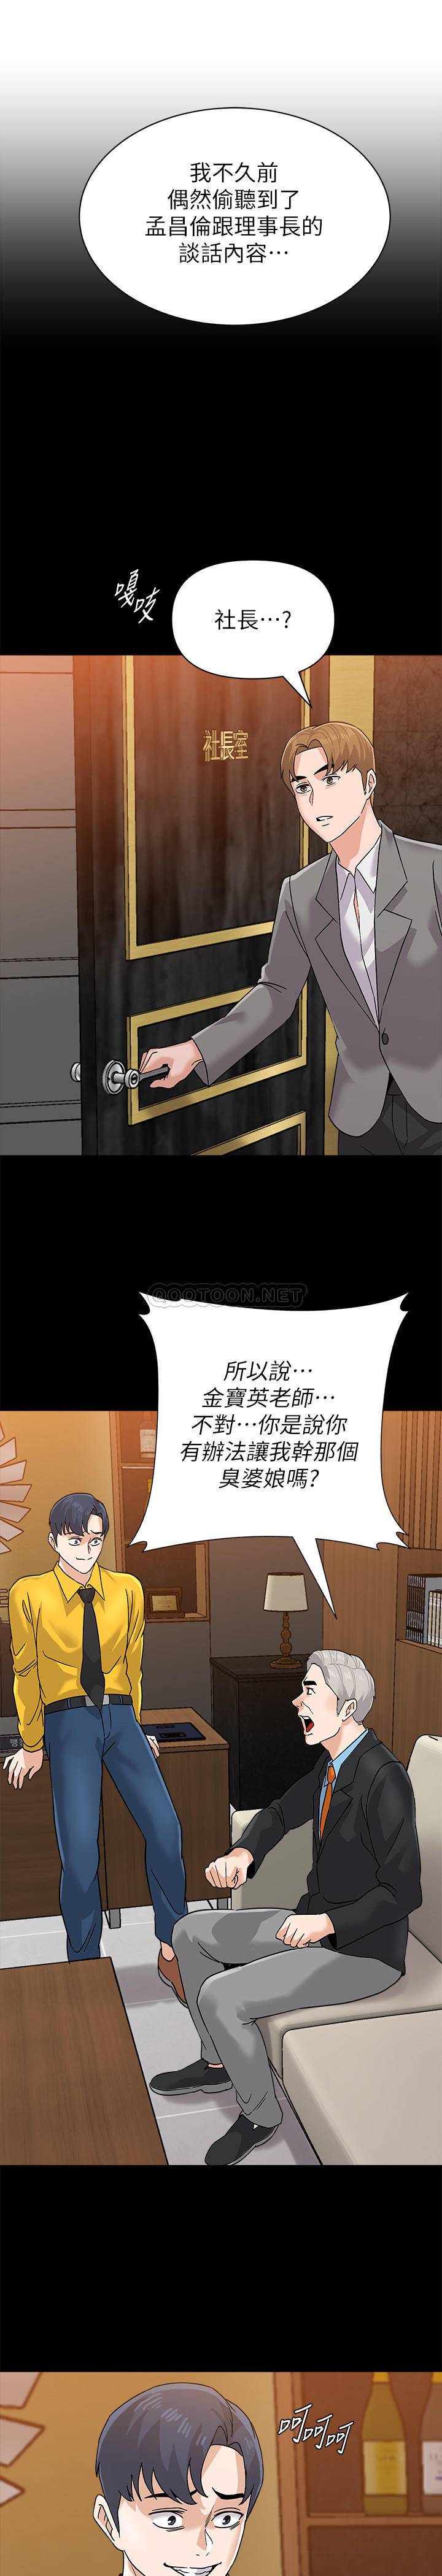 我不久前
偶然偷聽到了
孟昌倫跟理事長的
談話內容…
嘎吱
社長…?
社長室
TOOTOON.NET
所以說…
金寶英老師…
不對…你是說你
有辦法讓我幹那個
臭婆娘嗎?
呵呵呵